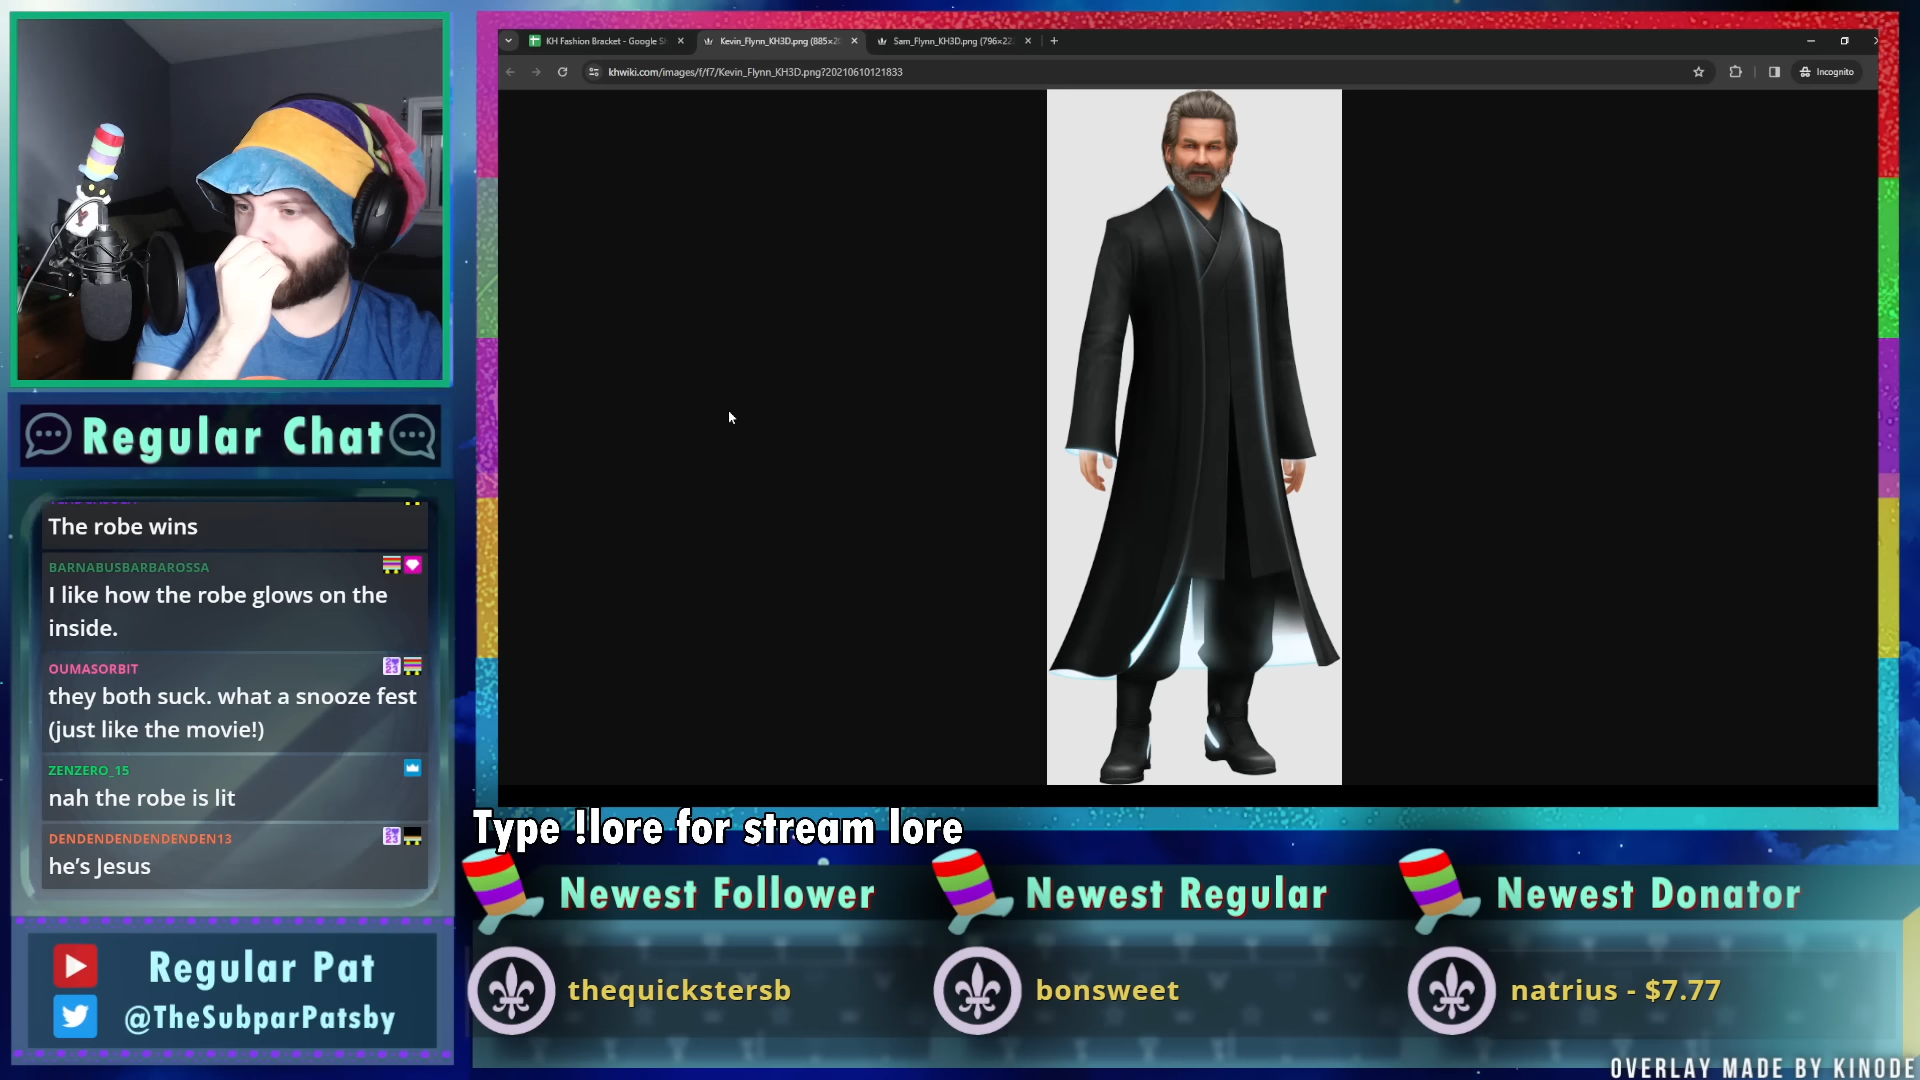 KH Fashion Bracket - Google S
Kevin_Flynn_KH3D.png (885×2
Sam_Flynn_KH3D.png (796×22
khwiki.com/images/f/f7/Kevin_Flynn_KH3D.png?20210610121833
Incognito
Regular Chat
The robe wins
BARNABUSBARBAROSSA
I like how the robe glows on the
inside.
OUMASORBIT
they both suck. what a snooze fest
(just like the movie!)
ZENZERO_15
nah the robe is lit
DENDENDENDENDENDEN13
he's Jesus
Regular Pat
@TheSubparPatsby
Type !lore for stream lore
Newest Follower
thequickstersb
Newest Regular
bonsweet
Newest Donator
natrius - $7.77
OVERLAY MADE BY KINODE